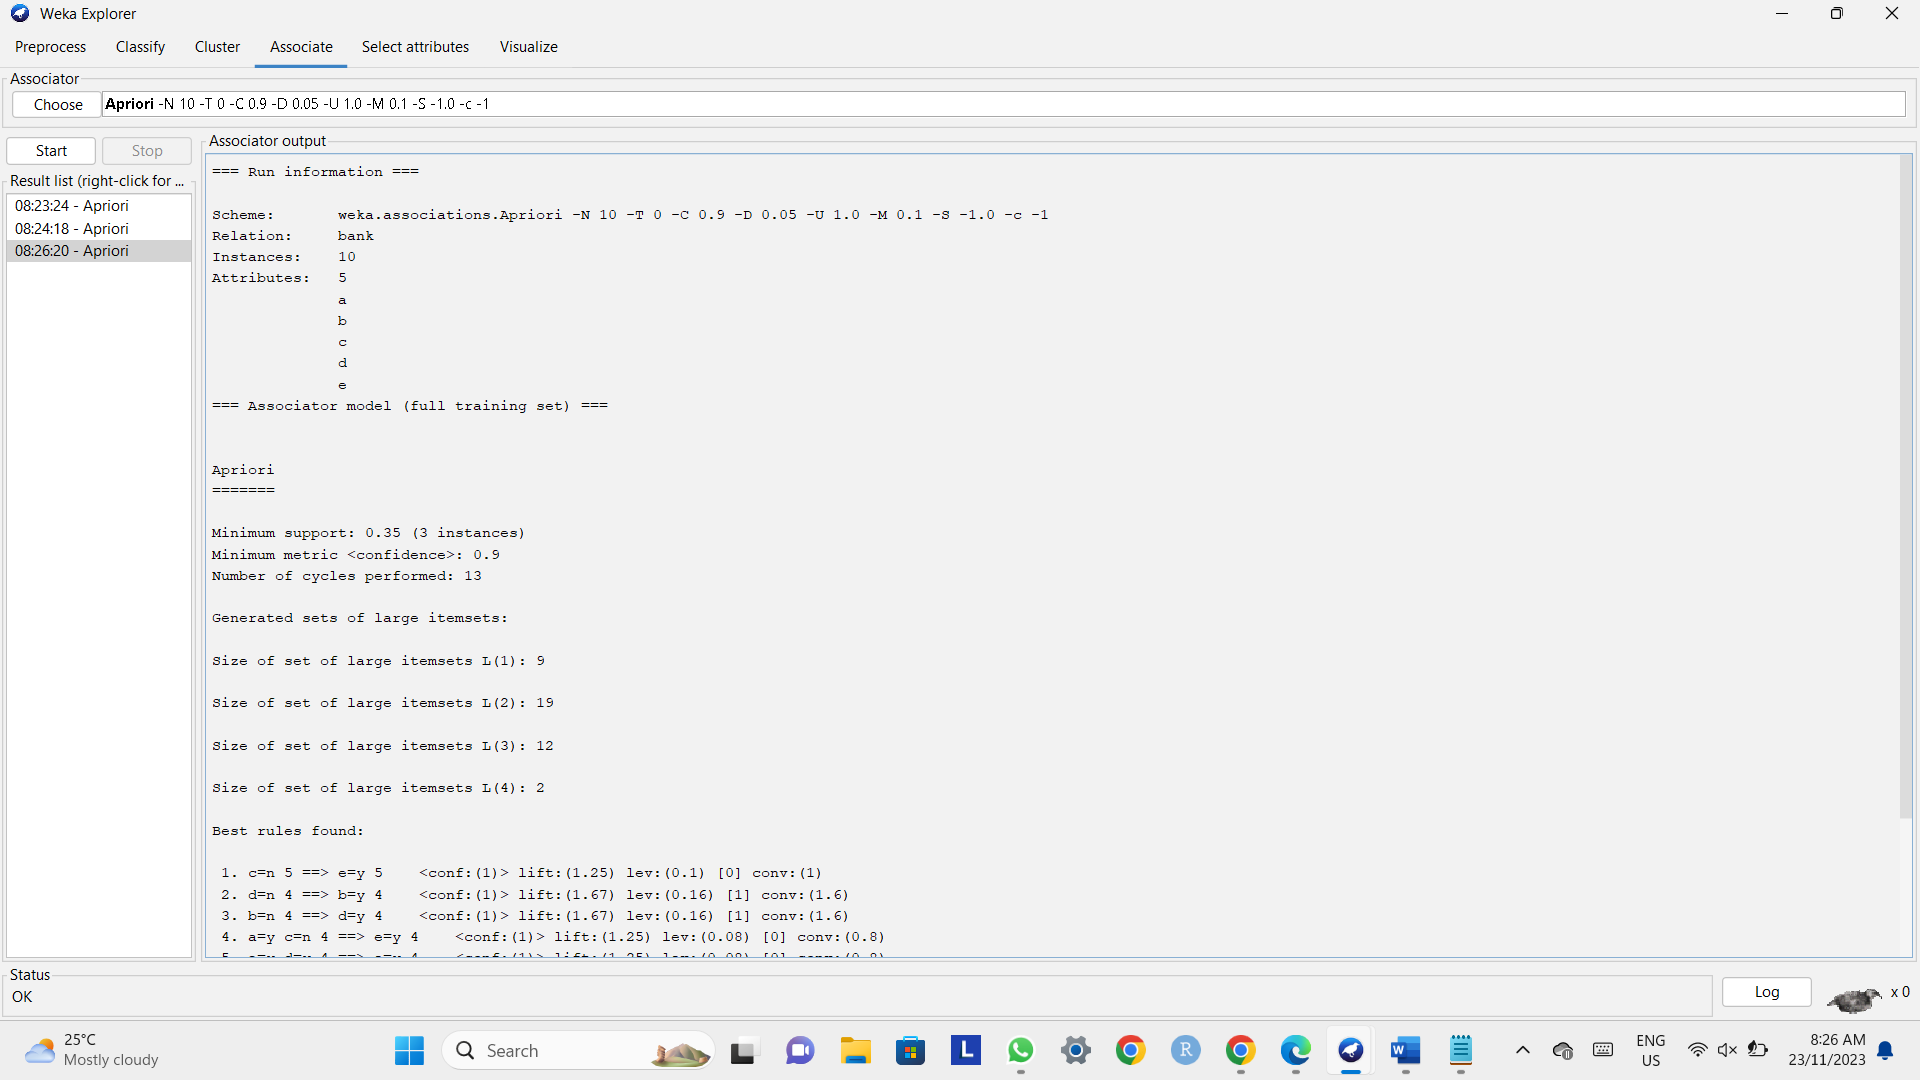 Weka Explorer
Preprocess Classify Cluster Associate Select attributes Visualize
Associator
Choose Apriori -N 10 -T 0 -C 0.9 -D 0.05 -U 1.0 -M 0.1 -S -1.0 -c -1
Start Stop
Result list (right-click for ...
08:23:24 - Apriori
08:24:18 - Apriori
08:26:20 - Apriori
Associator output
=== Run information ===
Scheme: weka.associations.Apriori -N 10 -T 0 -C 0.9 -D 0.05 -U 1.0 -M 0.1 -S -1.0 -c -1
Relation: bank
Instances: 10
Attributes: 5
a
b
c
d
e
=== Associator model (full training set) ===
Apriori
=======
Minimum support: 0.35 (3 instances)
Minimum metric <confidence>: 0.9
Number of cycles performed: 13
Generated sets of large itemsets:
Size of set of large itemsets L(1): 9
Size of set of large itemsets L(2): 19
Size of set of large itemsets L(3): 12
Size of set of large itemsets L(4): 2
Best rules found:
1. c=n 5 ==> e=y 5 <conf:(1)> lift:(1.25) lev:(0.1) [0] conv:(1)
2. d=n 4 ==> b=y 4 <conf:(1)> lift:(1.67) lev:(0.16) [1] conv:(1.6)
3. b=n 4 ==> d=y 4 <conf:(1)> lift:(1.67) lev:(0.16) [1] conv:(1.6)
4. a=y c=n 4 ==> e=y 4 <conf:(1)> lift:(1.25) lev:(0.08) [0] conv:(0.8)
Status
OK
Log
x 0
25°C
Mostly cloudy
Search
L
R
W
ENG
US
8:26 AM
23/11/2023